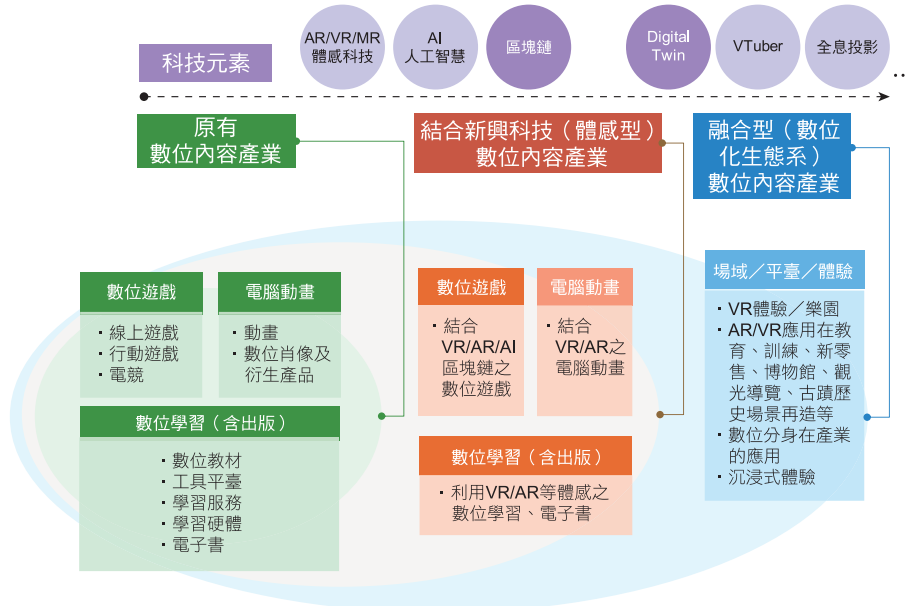 科技元素
AR/VR/MR
體感科技
AI
人工智慧
區塊鏈
Digital
Twin
VTuber
全息投影
..
原有
數位內容產業
結合新興科技（體感型）
數位內容產業
融合型（數位
化生態系）
數位內容產業
數位遊戲
▪ 線上遊戲
▪ 行動遊戲
▪ 電競
電腦動畫
▪ 動畫
▪ 數位肖像及
衍生產品
數位學習（含出版）
▪ 數位教材
▪ 工具平臺
▪ 學習服務
▪ 學習硬體
▪ 電子書
數位遊戲
▪ 結合
VR/AR/AI
區塊鏈之
數位遊戲
電腦動畫
▪ 結合
VR/AR之
電腦動畫
數位學習（含出版）
▪ 利用VR/AR等體感之
數位學習、電子書
場域／平臺／體驗
▪ VR體驗／樂園
▪ AR/VR應用在教
育、訓練、新零
售、博物館、觀
光導覽、古蹟歷
史場景再造等
▪ 數位分身在產業
的應用
▪ 沉浸式體驗